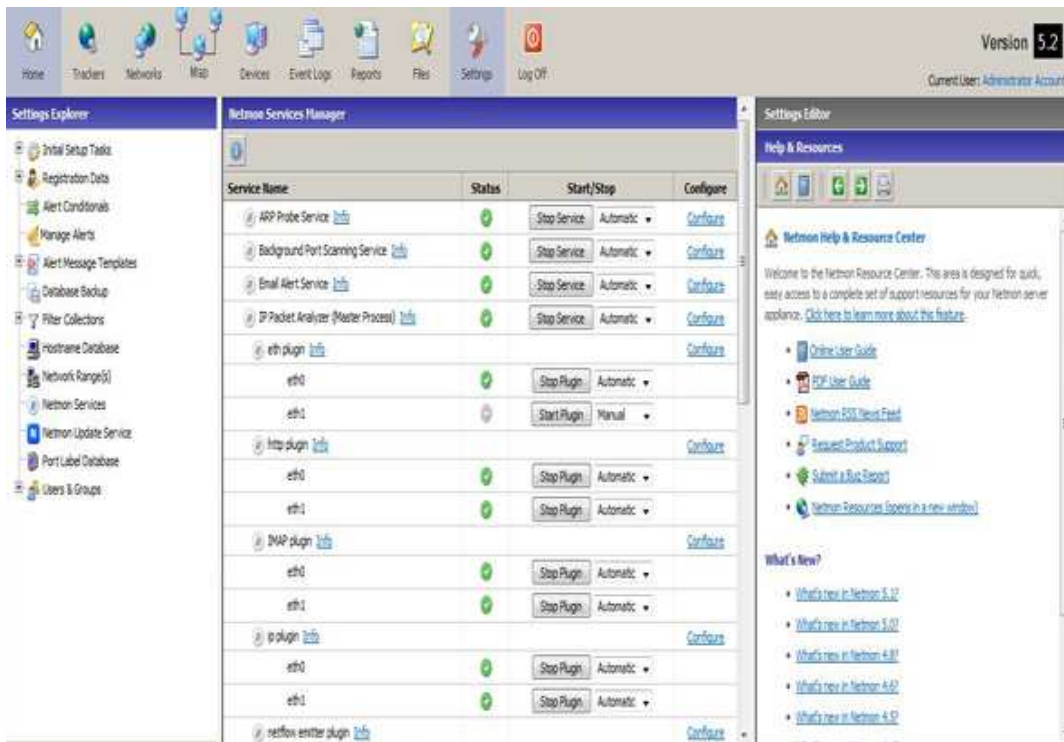 Home
Trackers
Networks
Map
Devices
Event Logs
Reports
Files
Settings
Log Off
Version 5.2
Current User: Administrator Account
Settings Explorer
Initial Setup Tasks
Registration Data
Alert Conditionals
Manage Alerts
Alert Message Templates
Database Backup
Filter Collections
Hostname Database
Network Range(s)
Netmon Services
Netmon Update Service
Port Label Database
Users & Groups
Netmon Services Manager
Service Name Status Start/Stop Configure
ARP Probe Service Info Stop Service Automatic Configure
Background Port Scanning Service Info Stop Service Automatic Configure
Email Alert Service Info Stop Service Automatic Configure
IP Packet Analyzer (Master Process) Info Stop Service Automatic Configure
eth plugin Info Configure
eth0 Stop Plugin Automatic
eth1 Start Plugin Manual
http plugin Info Configure
eth0 Stop Plugin Automatic
eth1 Stop Plugin Automatic
IMAP plugin Info Configure
eth0 Stop Plugin Automatic
eth1 Stop Plugin Automatic
ip plugin Info Configure
eth0 Stop Plugin Automatic
eth1 Stop Plugin Automatic
netflow emitter plugin Info Configure
Settings Editor
Help & Resources
Netmon Help & Resource Center
Welcome to the Netmon Resource Center. This area is designed for quick,
easy access to a complete set of support resources for your Netmon server
appliance. Click here to learn more about this feature.
Online User Guide
PDF User Guide
Netmon RSS News Feed
Request Product Support
Submit a Bug Report
Netmon Resources (opens in a new window)
What's New?
What's new in Netmon 5.1?
What's new in Netmon 5.0?
What's new in Netmon 4.8?
What's new in Netmon 4.6?
What's new in Netmon 4.5?